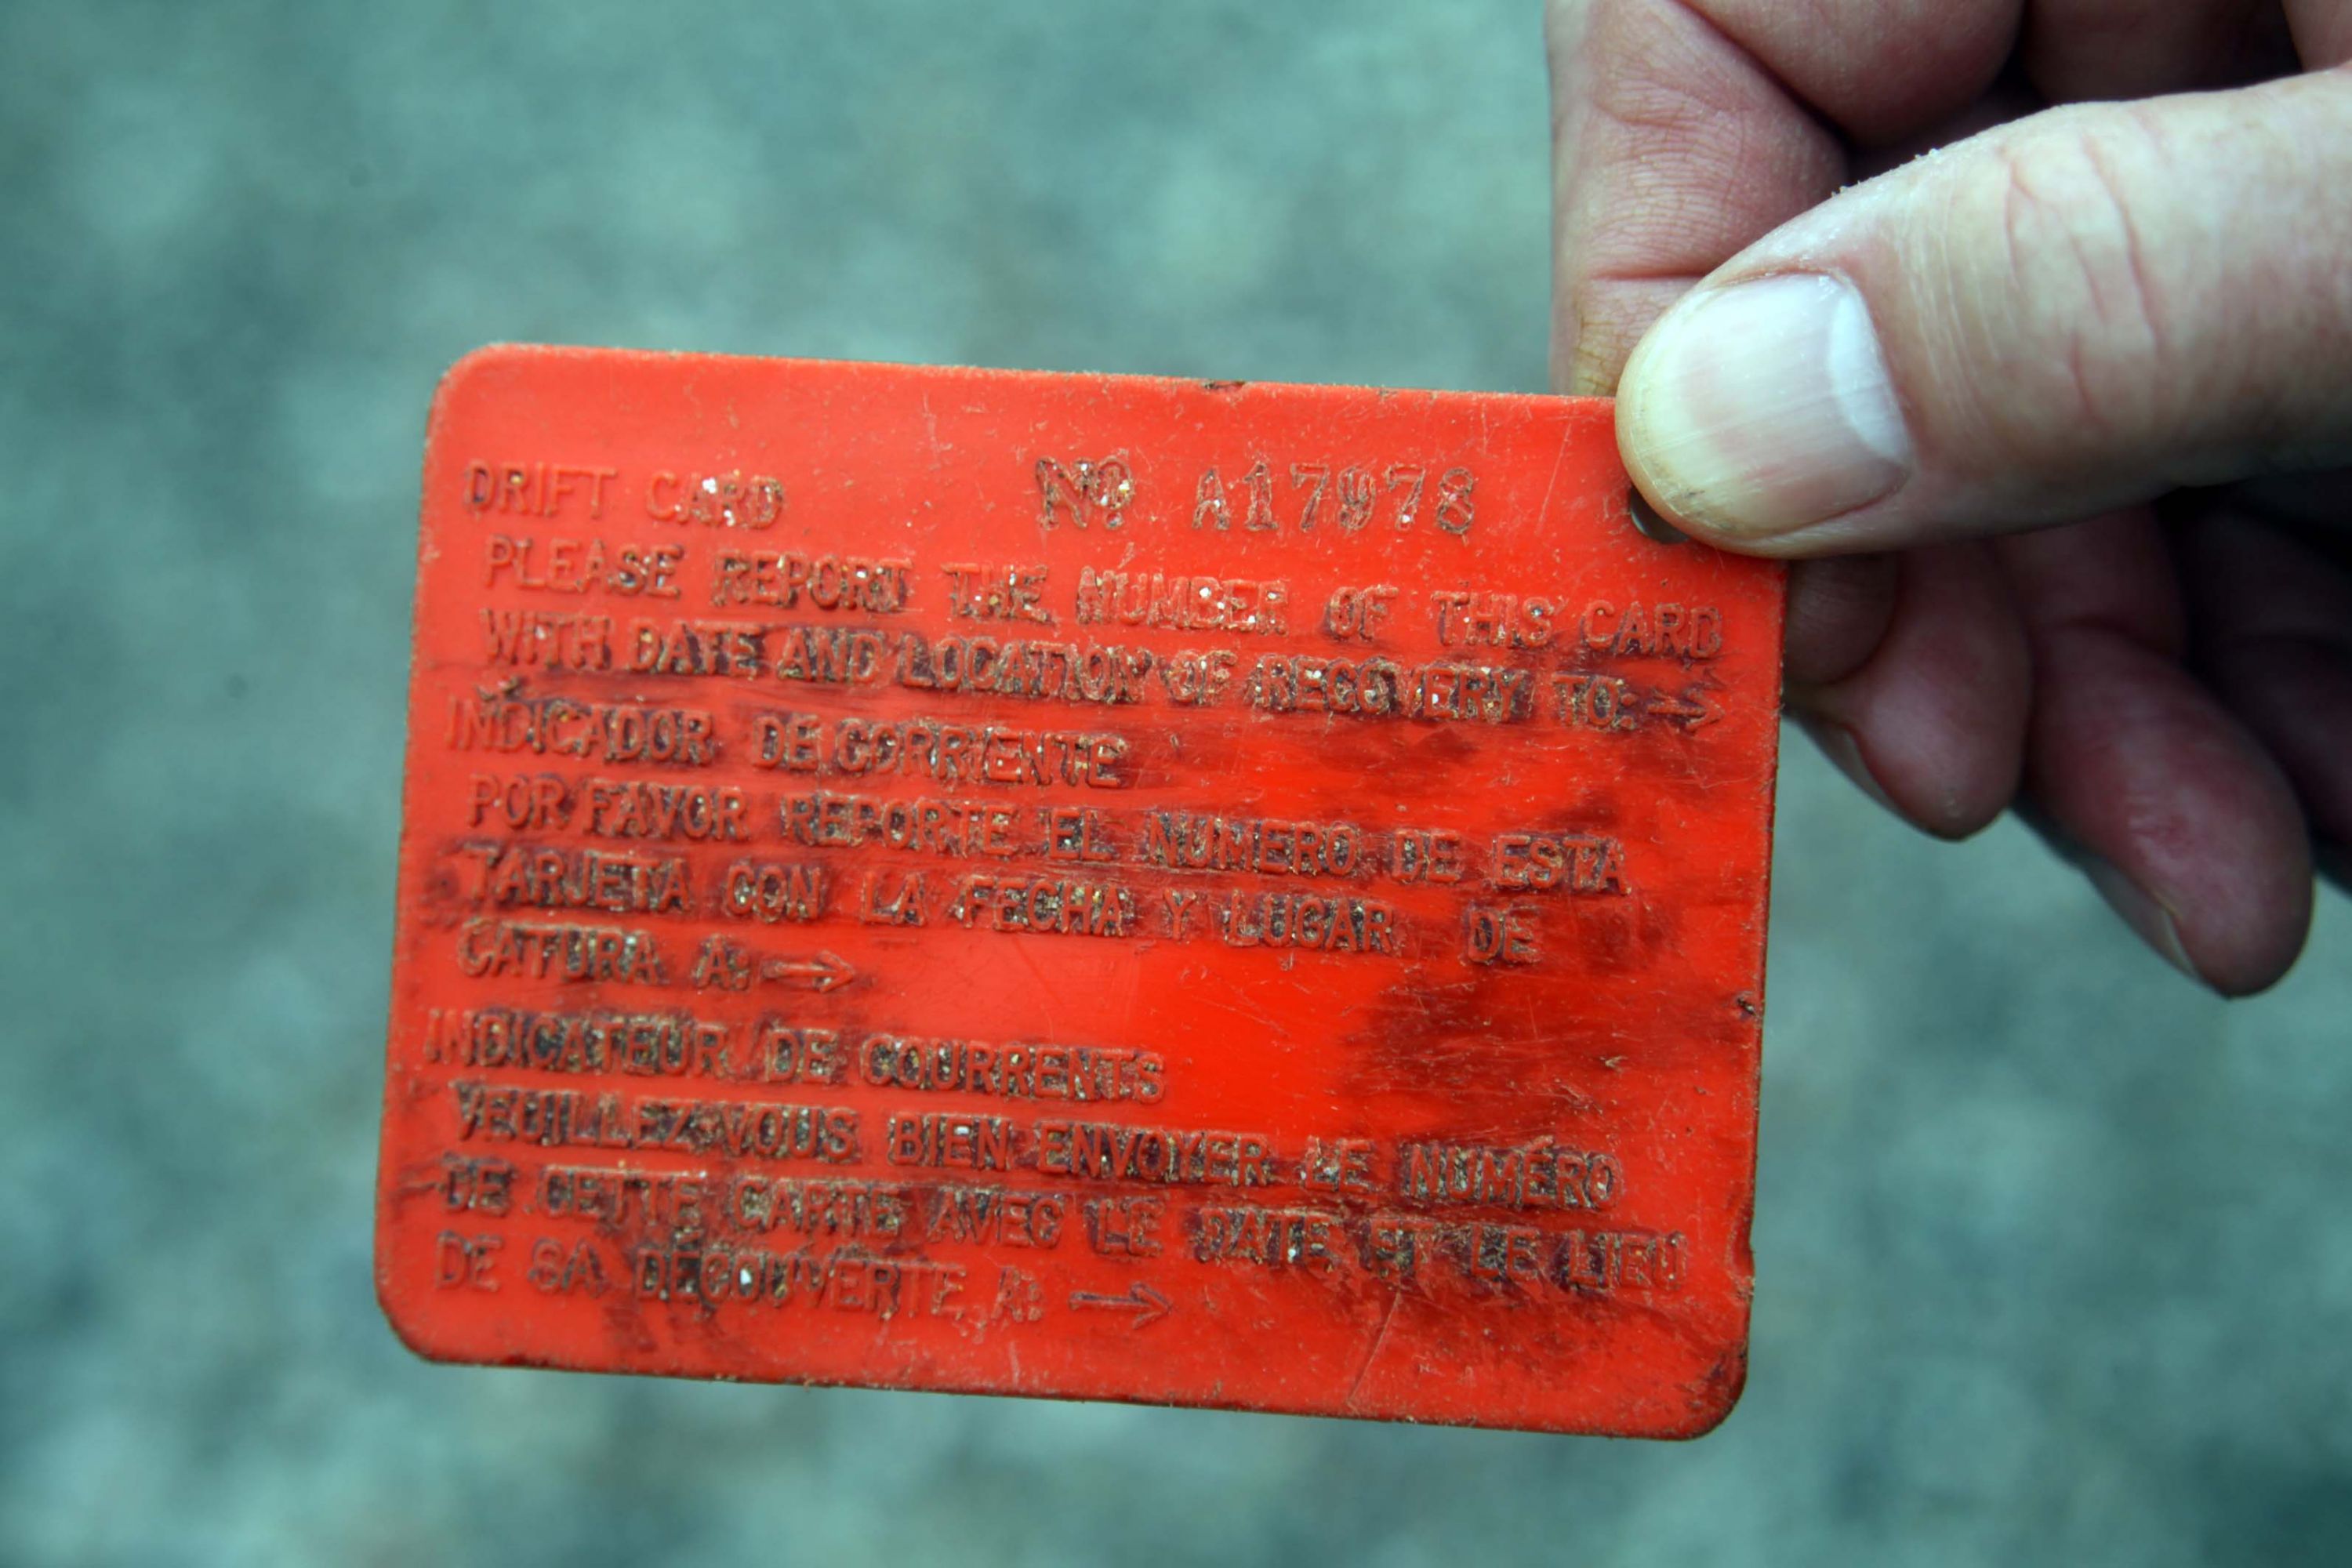 DRIFT CARD Nº A17978
PLEASE REPORT THE NUMBER OF THIS CARD
WITH DATE AND LOCATION OF RECOVERY TO: →
INDICADOR DE CORRIENTE
POR FAVOR REPORTE EL NUMERO DE ESTA
TARJETA CON LA FECHA Y LUGAR DE
CATURA A: →
INDICATEUR DE COURRENTS
VEUILLEZ-VOUS BIEN ENVOYER LE NUMÉRO
DE CETTE CARTE AVEC LE DATE ET LE LIEU
DE SA DÉCOUVERTE A: →